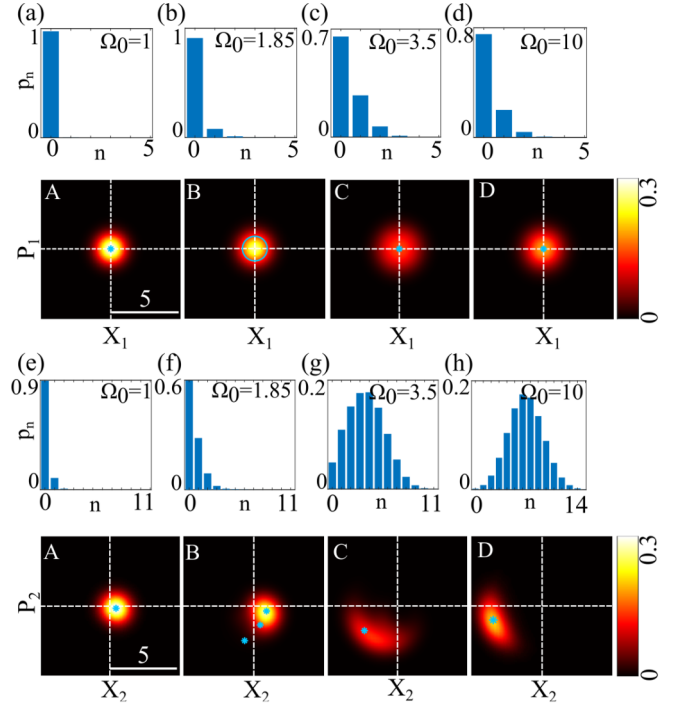 (a) (b) (c) (d)
1 Ω₀=1 1 Ω₀=1.85 0.7 Ω₀=3.5 0.8 Ω₀=10
pₙ
0 0 0 0
0 n 5 0 n 5 0 n 5 0 n 5
A B C D 0.3
P₁
5
0
X₁ X₁ X₁ X₁
(e) (f) (g) (h)
0.9 Ω₀=1 0.6 Ω₀=1.85 0.2 Ω₀=3.5 0.2 Ω₀=10
pₙ
0 0 0 0
0 n 11 0 n 11 0 n 11 0 n 14
A B C D 0.3
P₂
5
0
X₂ X₂ X₂ X₂